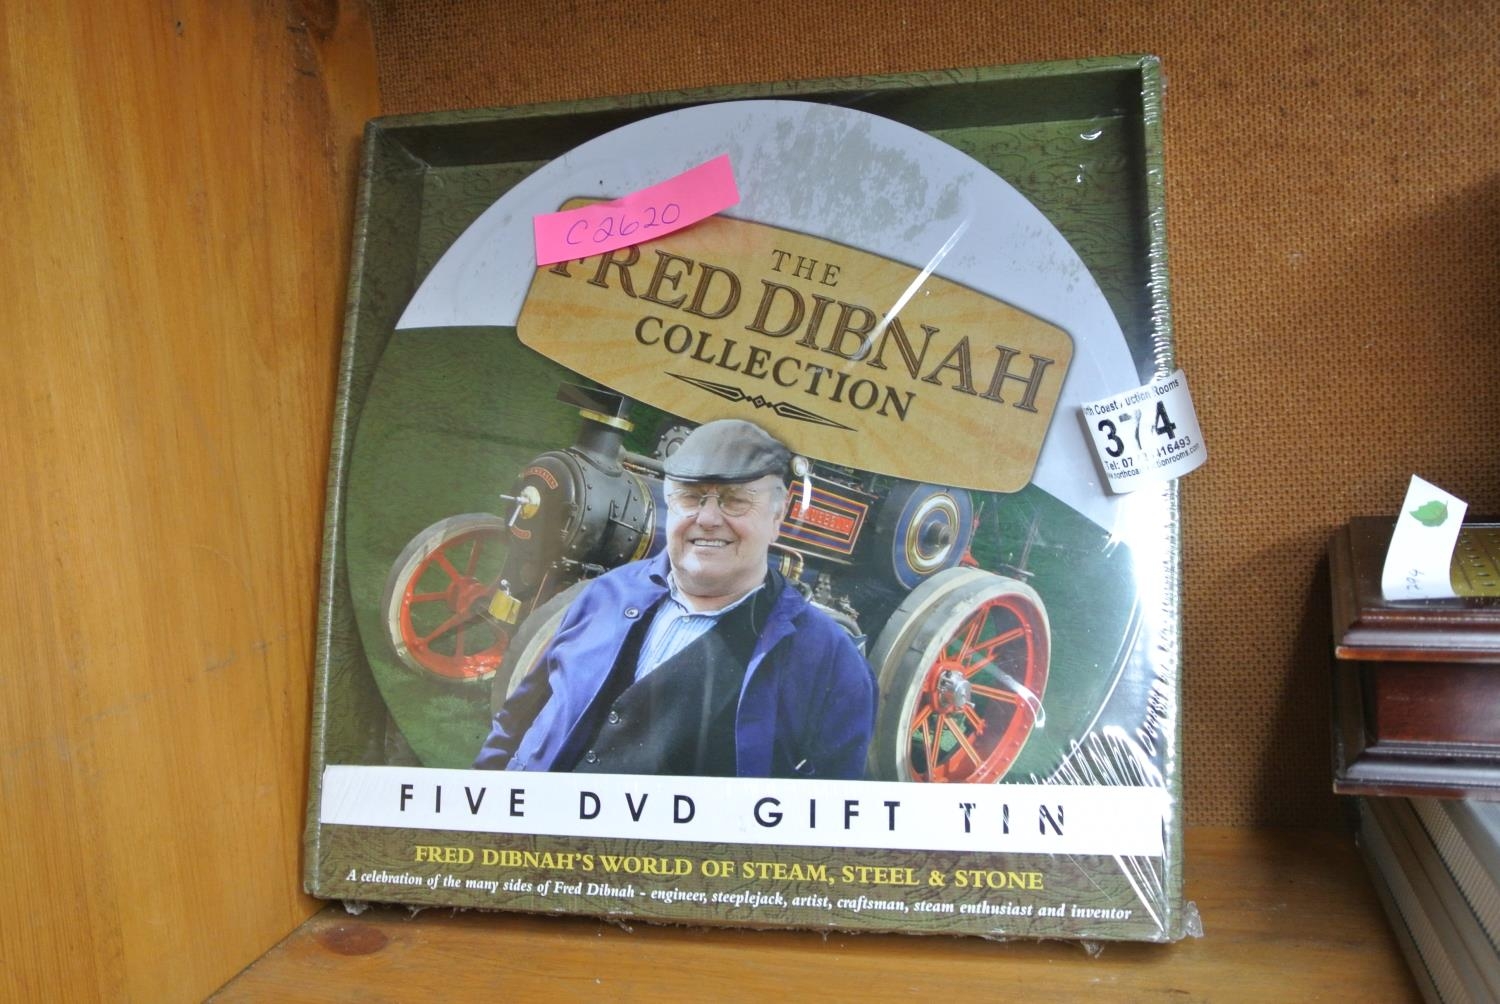 C2620
THE
FRED DIBNAH
COLLECTION
374
FIVE DVD GIFT TIN
FRED DIBNAH'S WORLD OF STEAM, STEEL & STONE
A celebration of the many sides of Fred Dibnah - engineer, steeplejack, artist, craftsman, steam enthusiast and inventor